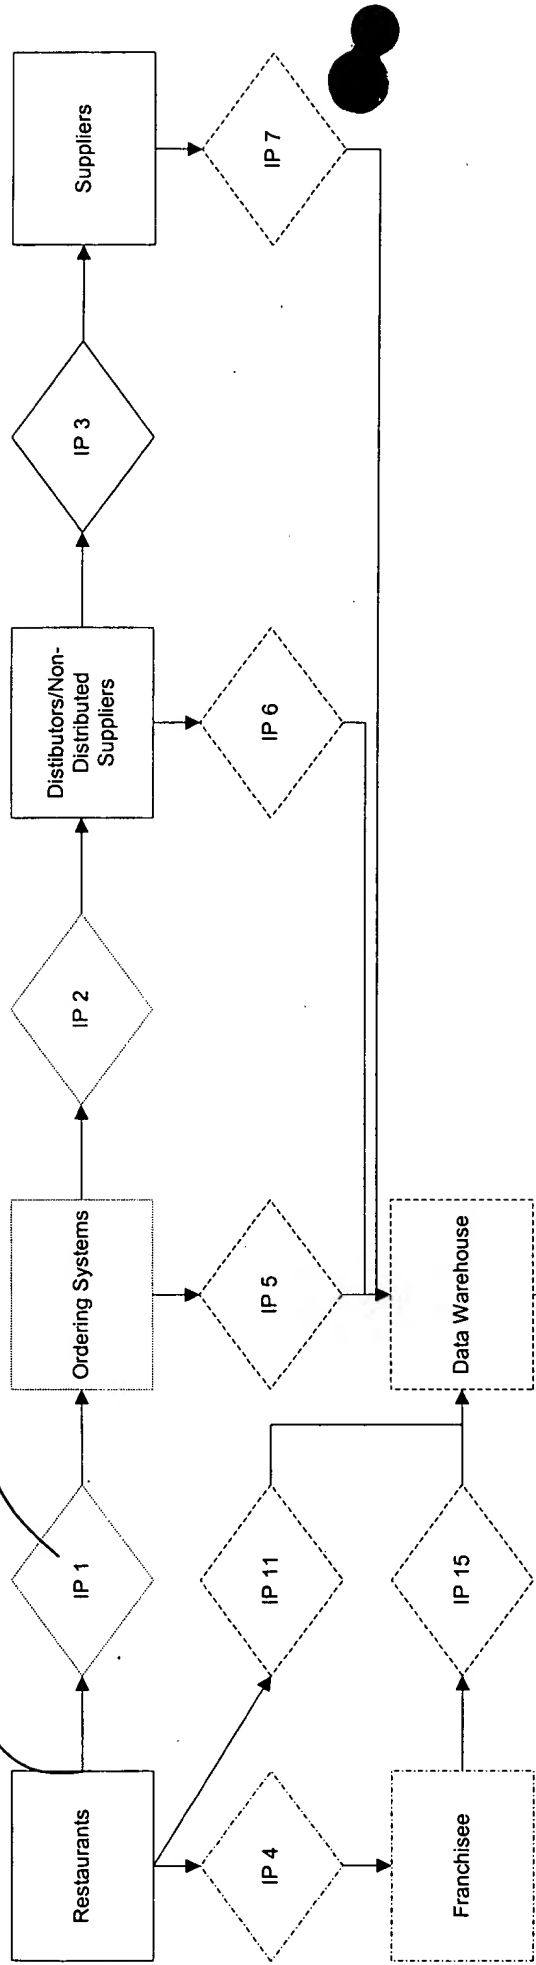 Restaurants
IP 1
Ordering Systems
IP 2
Distibutors/Non-
Distributed
Suppliers
IP 3
Suppliers
IP 4
IP 11
IP 5
IP 6
IP 7
Franchisee
IP 15
Data Warehouse